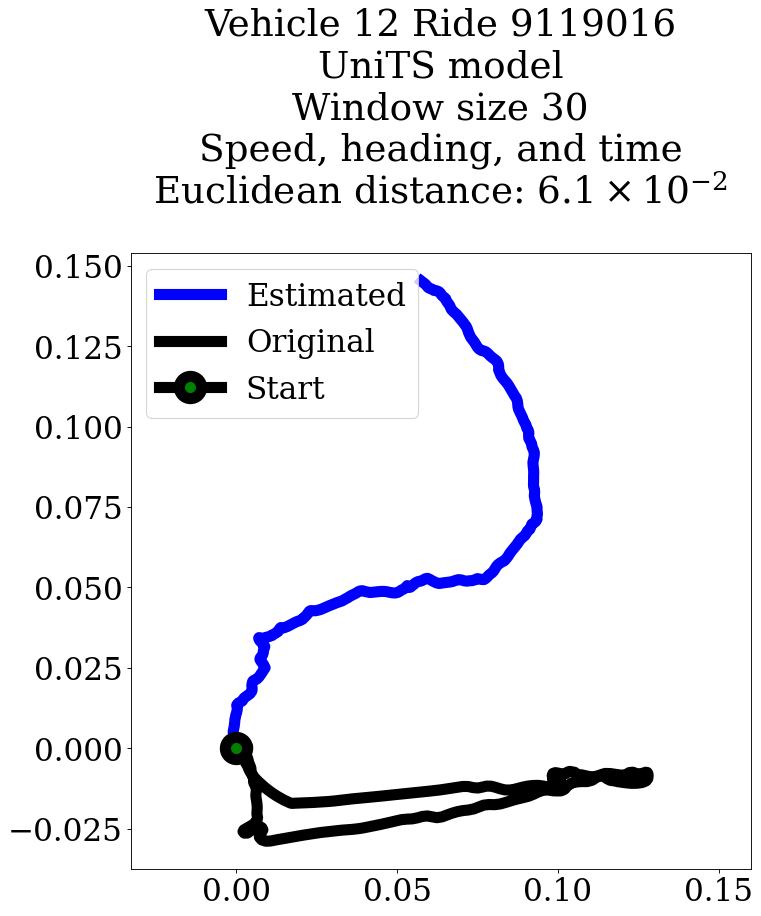 Vehicle 12 Ride 9119016
UniTS model
Window size 30
Speed, heading, and time
Euclidean distance: 6.1 × 10⁻²
Estimated
Original
Start
0.150
0.125
0.100
0.075
0.050
0.025
0.000
−0.025
0.00 0.05 0.10 0.15